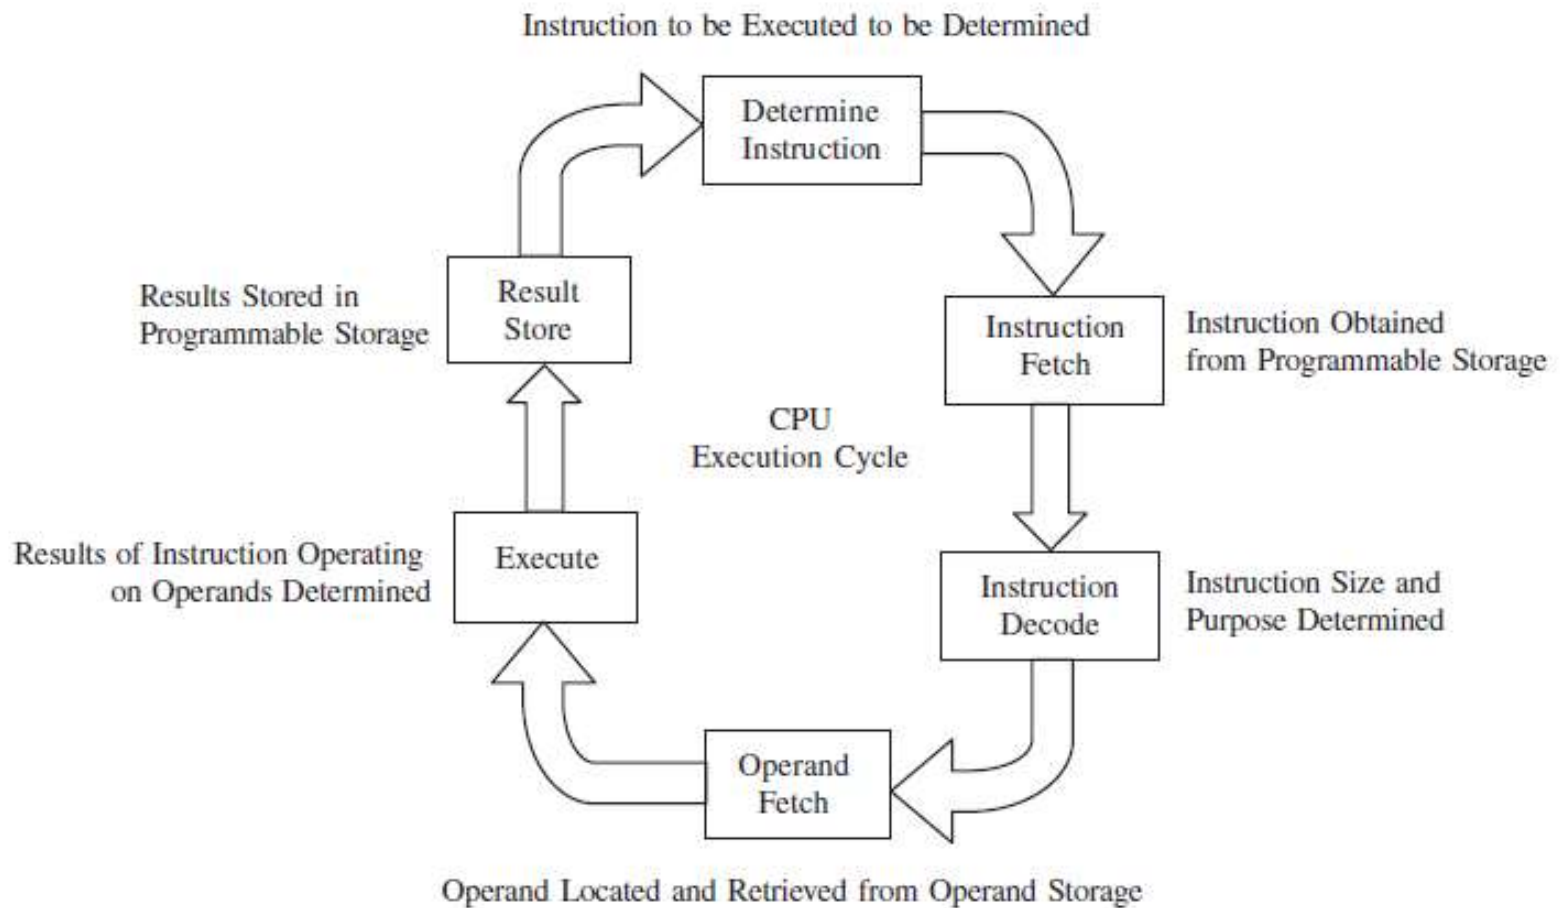 Instruction to be Executed to be Determined
Determine
Instruction
Instruction
Fetch
Instruction Obtained
from Programmable Storage
Instruction
Decode
Instruction Size and
Purpose Determined
Operand
Fetch
Operand Located and Retrieved from Operand Storage
Execute
Results of Instruction Operating
on Operands Determined
Result
Store
Results Stored in
Programmable Storage
CPU
Execution Cycle